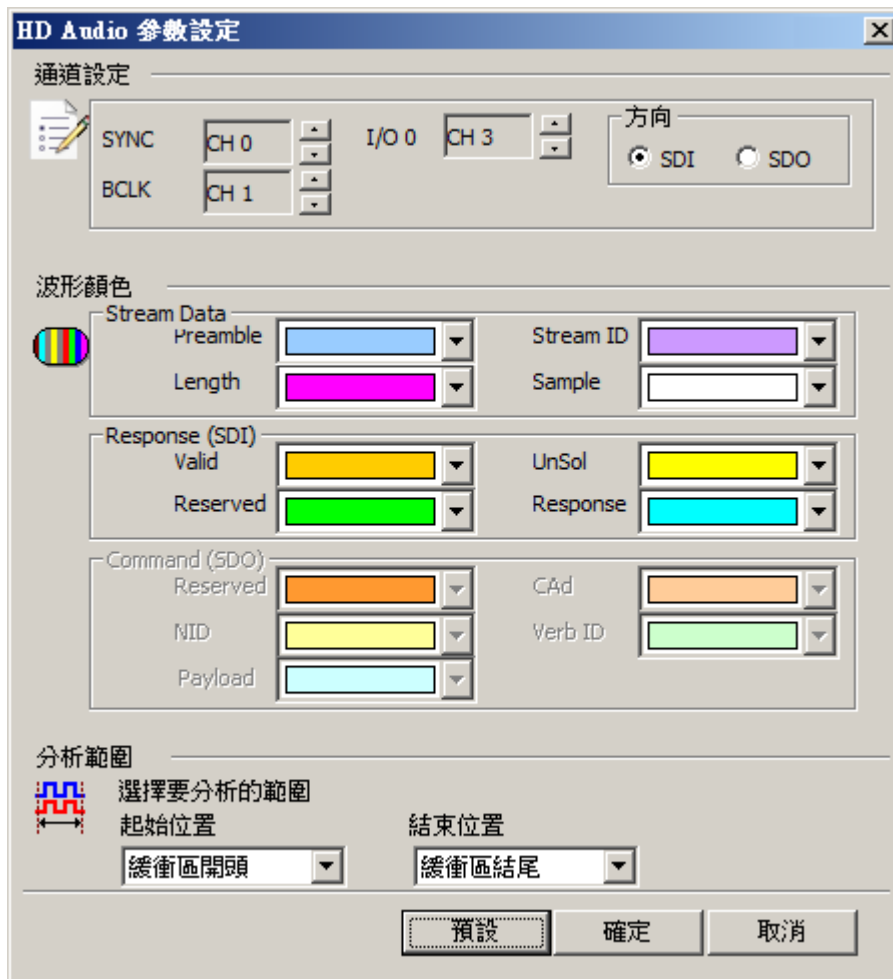 HD Audio 參數設定
通道設定
SYNC CH 0 I/O 0 CH 3 方向
SDI SDO
BCLK CH 1
波形顏色
Stream Data
Preamble Stream ID
Length Sample
Response (SDI)
Valid UnSol
Reserved Response
Command (SDO)
Reserved CAd
NID Verb ID
Payload
分析範圍
選擇要分析的範圍
起始位置 結束位置
緩衝區開頭 緩衝區結尾
預設 確定 取消